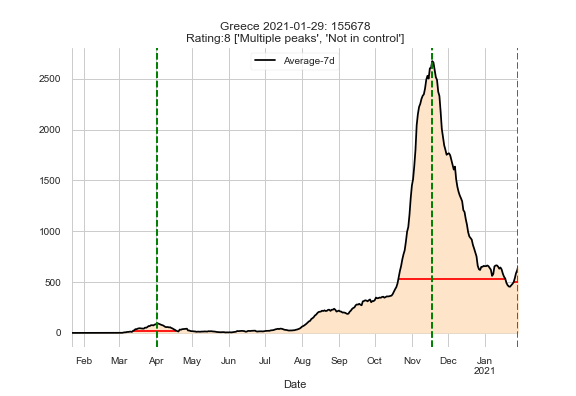 Greece 2021-01-29: 155678
Rating:8 ['Multiple peaks', 'Not in control']
Average-7d
2500
2000
1500
1000
500
0
Feb Mar Apr May Jun Jul Aug Sep Oct Nov Dec Jan
2021
Date